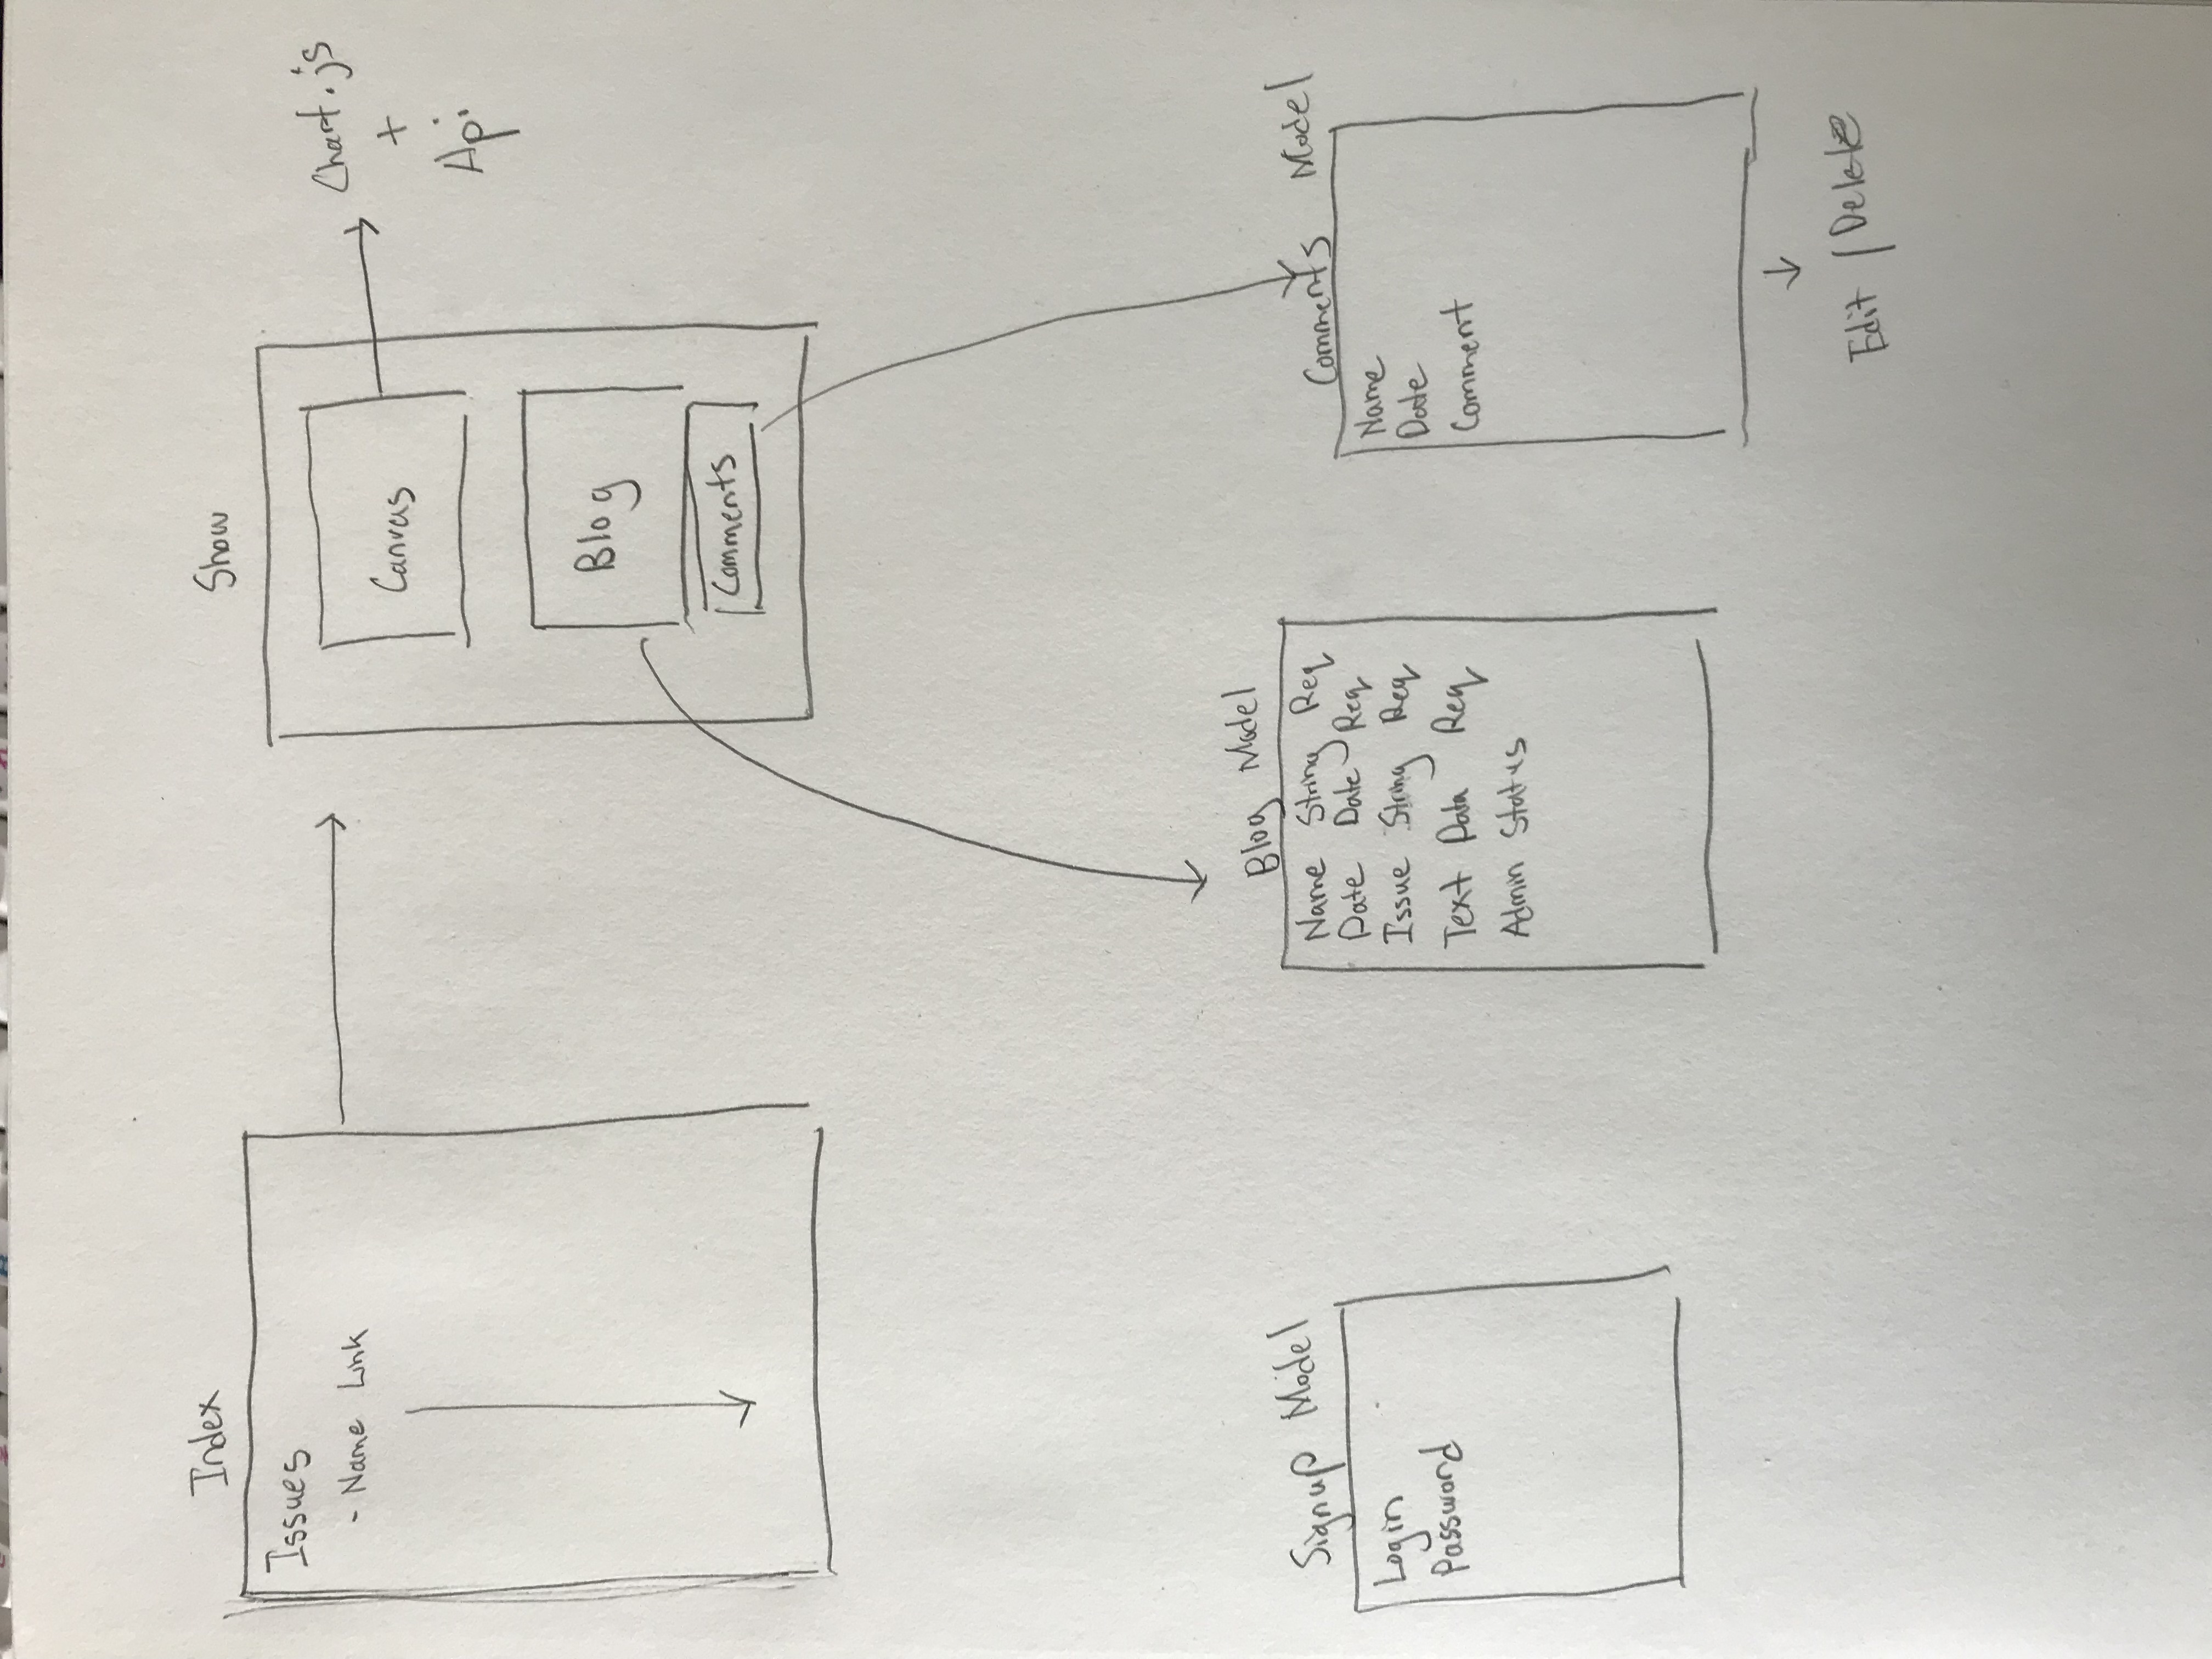 Index
Issues
- Name Link
Show
Canvas
Chart.js
+
Api
Blog
Comments
Signup Model
Login
Password
Blog Model
Name String Req
Date Date Req
Issue String Req
Text Data Req
Admin Status
Comments Model
Name
Date
Comment
Edit / Delete